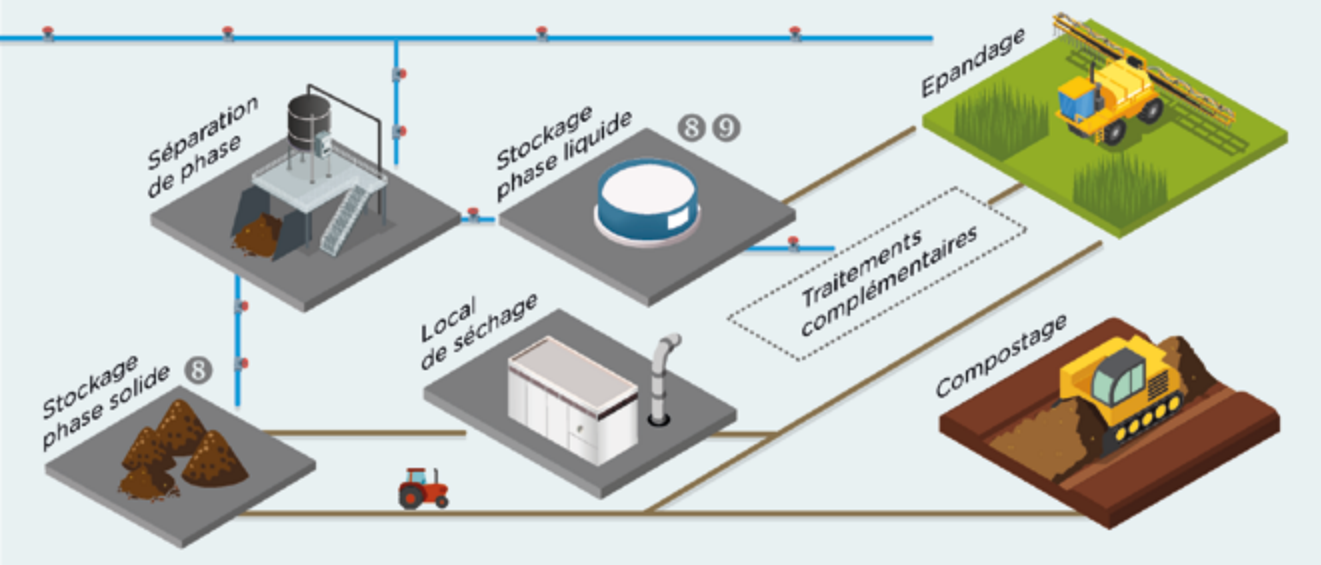 Epandage
Séparation
de phase
Stockage
phase liquide
8 9
Traitements
complémentaires
Local
de séchage
Compostage
Stockage
phase solide
8